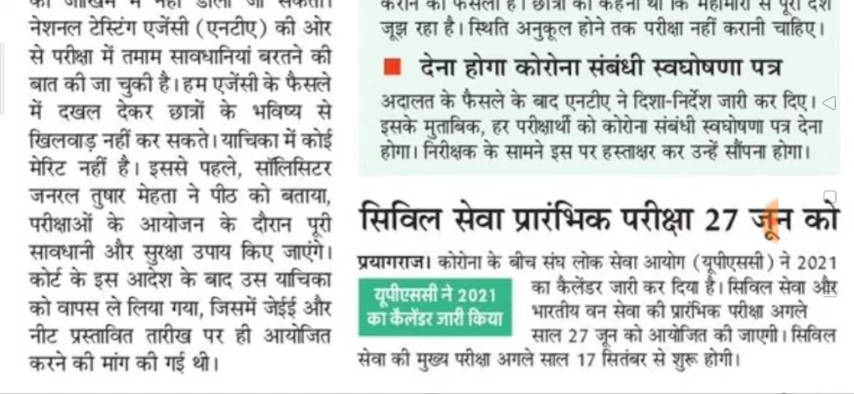 नेशनल टेस्टिंग एजेंसी (एनटीए) की ओर
से परीक्षा में तमाम सावधानियां बरतने की
बात की जा चुकी है। हम एजेंसी के फैसले
में दखल देकर छात्रों के भविष्य से
खिलवाड़ नहीं कर सकते। याचिका में कोई
मेरिट नहीं है। इससे पहले, सॉलिसिटर
जनरल तुषार मेहता ने पीठ को बताया,
परीक्षाओं के आयोजन के दौरान पूरी
सावधानी और सुरक्षा उपाय किए जाएंगे।
कोर्ट के इस आदेश के बाद उस याचिका
को वापस ले लिया गया, जिसमें जेईई और
नीट प्रस्तावित तारीख पर ही आयोजित
करने की मांग की गई थी।
कराने का फैसला है। छात्रों का कहना था कि महामारी से पूरा देश
जूझ रहा है। स्थिति अनुकूल होने तक परीक्षा नहीं करानी चाहिए।
देना होगा कोरोना संबंधी स्वघोषणा पत्र
अदालत के फैसले के बाद एनटीए ने दिशा-निर्देश जारी कर दिए।
इसके मुताबिक, हर परीक्षार्थी को कोरोना संबंधी स्वघोषणा पत्र देना
होगा। निरीक्षक के सामने इस पर हस्ताक्षर कर उन्हें सौंपना होगा।
सिविल सेवा प्रारंभिक परीक्षा 27 जून को
प्रयागराज। कोरोना के बीच संघ लोक सेवा आयोग (यूपीएससी) ने 2021
यूपीएससी ने 2021
का कैलेंडर जारी किया
का कैलेंडर जारी कर दिया है। सिविल सेवा और
भारतीय वन सेवा की प्रारंभिक परीक्षा अगले
साल 27 जून को आयोजित की जाएगी। सिविल
सेवा की मुख्य परीक्षा अगले साल 17 सितंबर से शुरू होगी।